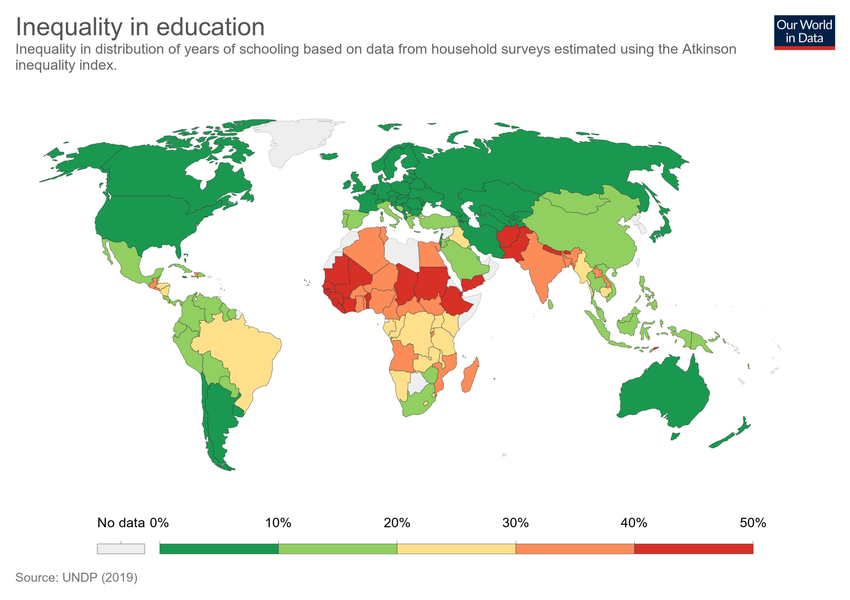 Inequality in education
Our World
in Data
Inequality in distribution of years of schooling based on data from household surveys estimated using the Atkinson
inequality index.
No data 0% 10% 20% 30% 40% 50%
Source: UNDP (2019)